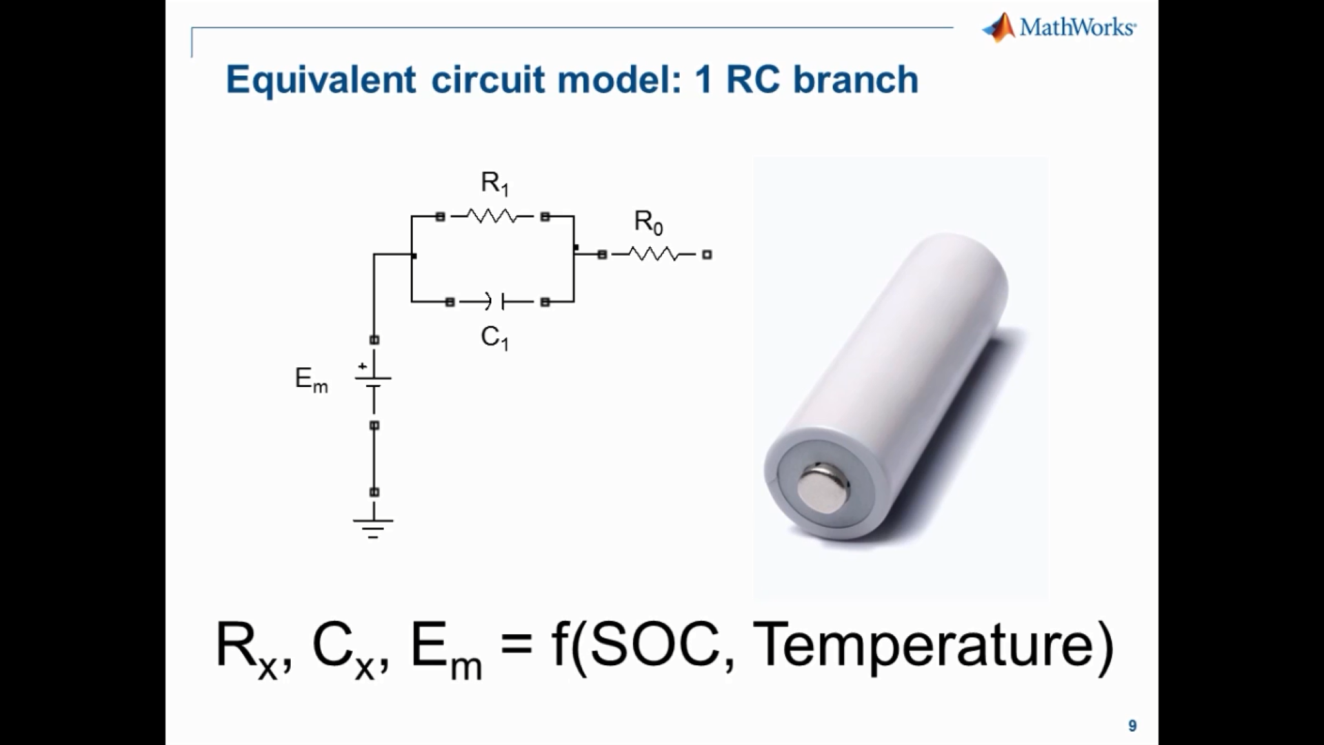 MathWorks
Equivalent circuit model: 1 RC branch
R₁
R₀
C₁
+
Eₘ
Rₓ, Cₓ, Eₘ = f(SOC, Temperature)
9